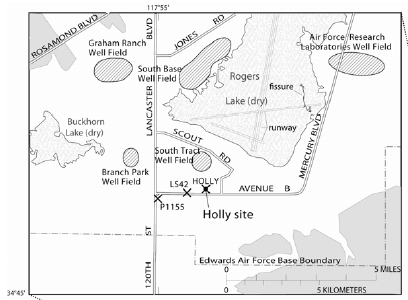 117°55'
ROSAMOND BLVD
LANCASTER BLVD
JONES RD
Graham Ranch
Well Field
South Base
Well Field
Air Force Research
Laboratories Well Field
Rogers
Lake (dry)
fissure
runway
Buckhorn
Lake (dry)
SCOUT RD
South Tract
Well Field
MERCURY BLVD
Branch Park
Well Field
LS42
HOLLY
AVENUE B
P1155
Holly site
120TH ST
Edwards Air Force Base Boundary
0 5 MILES
0 5 KILOMETERS
34°45'